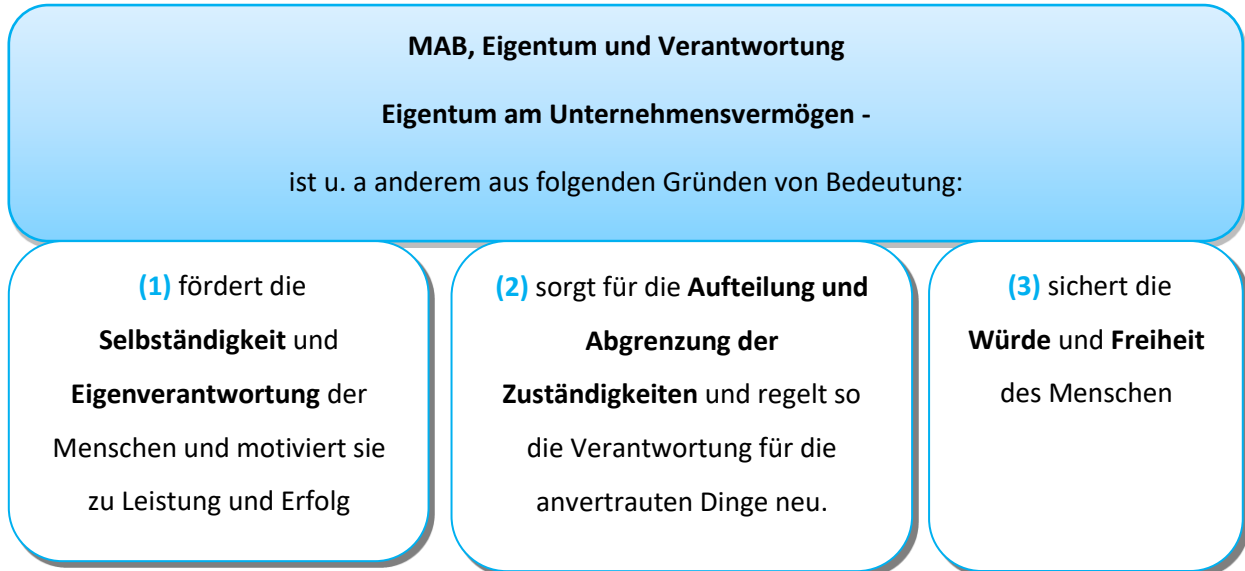 MAB, Eigentum und Verantwortung
Eigentum am Unternehmensvermögen -
ist u. a anderem aus folgenden Gründen von Bedeutung:
(1) fördert die
Selbständigkeit und
Eigenverantwortung der
Menschen und motiviert sie
zu Leistung und Erfolg
(2) sorgt für die Aufteilung und
Abgrenzung der
Zuständigkeiten und regelt so
die Verantwortung für die
anvertrauten Dinge neu.
(3) sichert die
Würde und Freiheit
des Menschen